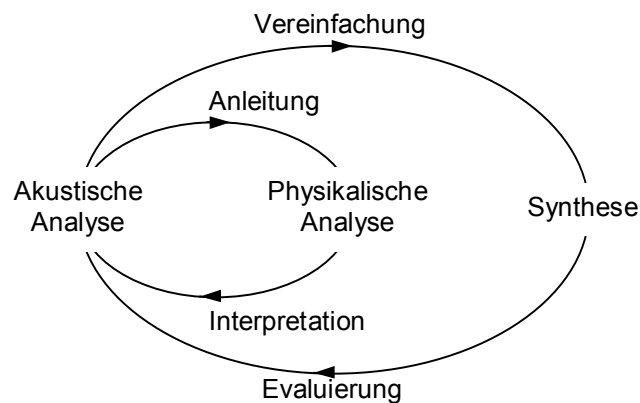 Vereinfachung
Anleitung
Akustische
Analyse
Physikalische
Analyse
Synthese
Interpretation
Evaluierung